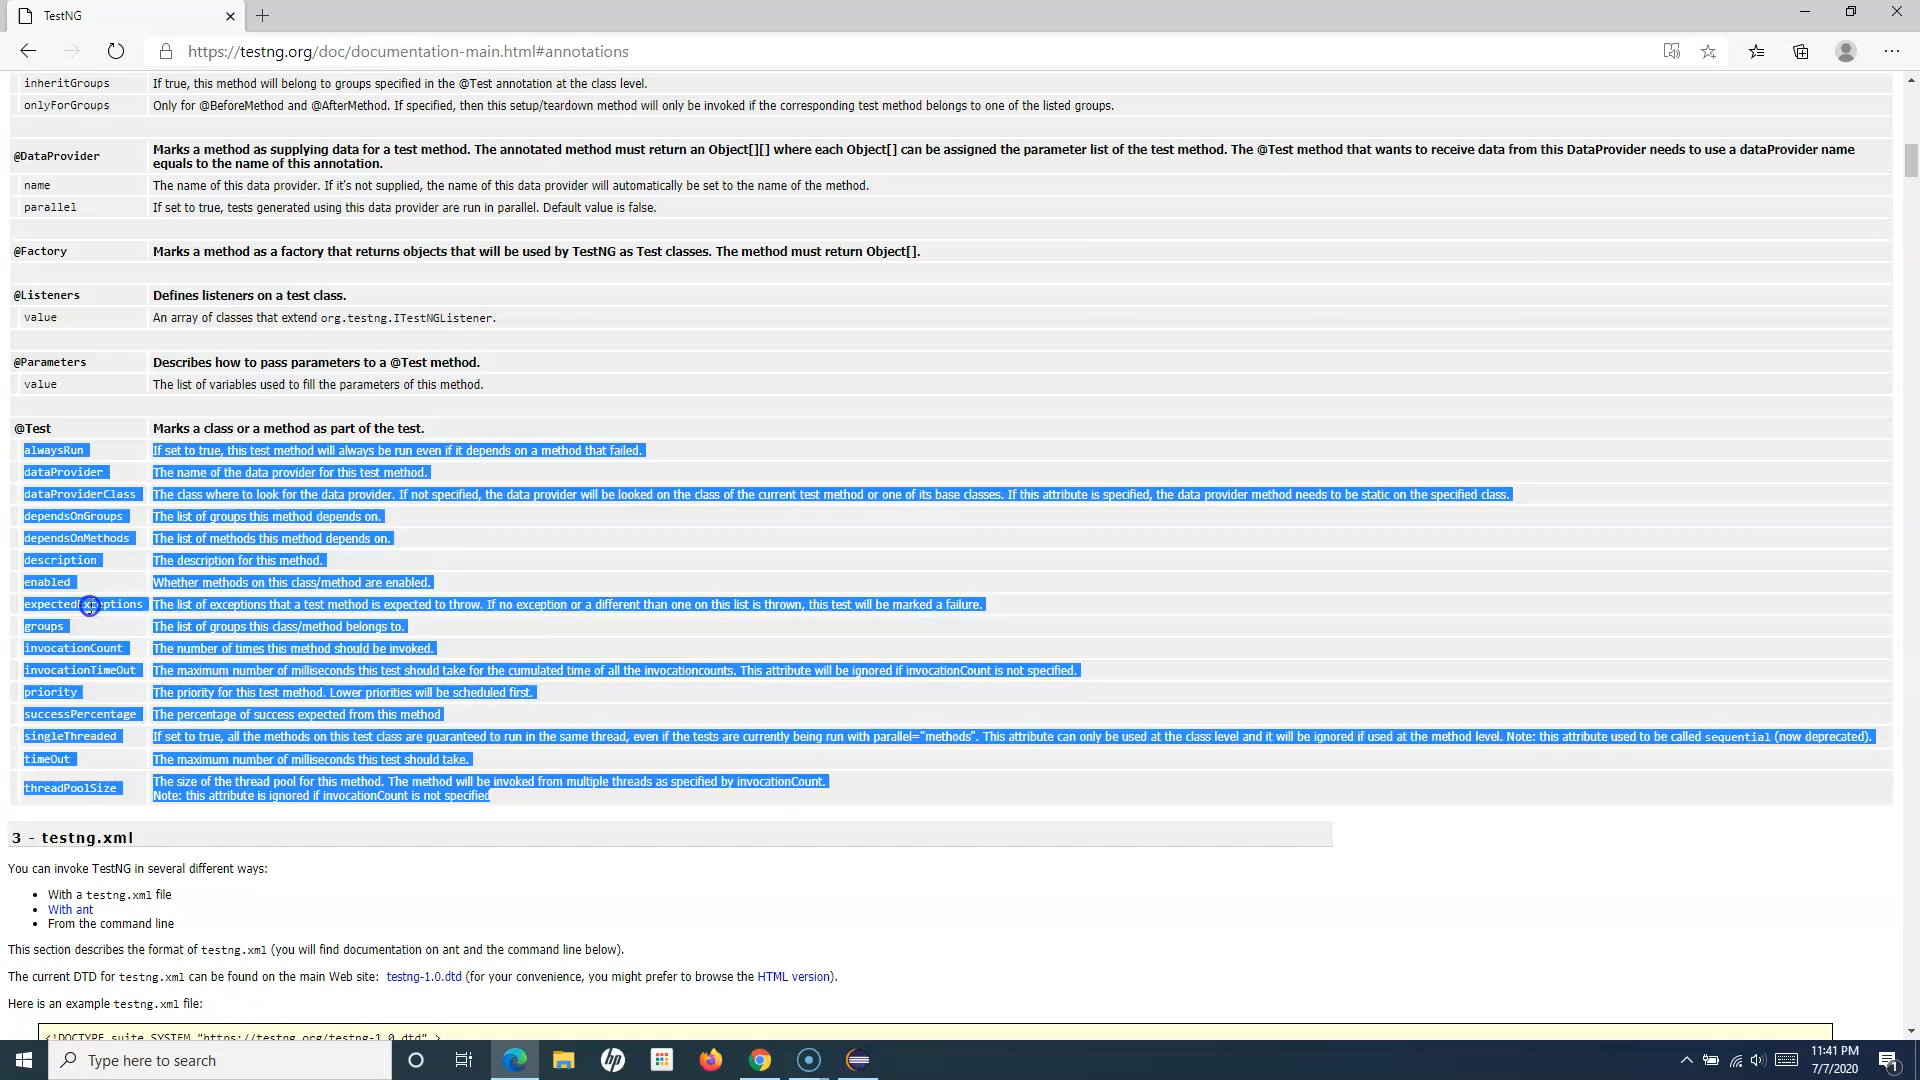 TestNG
https://testng.org/doc/documentation-main.html#annotations
inheritGroups If true, this method will belong to groups specified in the @Test annotation at the class level.
onlyForGroups Only for @BeforeMethod and @AfterMethod. If specified, then this setup/teardown method will only be invoked if the corresponding test method belongs to one of the listed groups.
@DataProvider Marks a method as supplying data for a test method. The annotated method must return an Object[][] where each Object[] can be assigned the parameter list of the test method. The @Test method that wants to receive data from this DataProvider needs to use a dataProvider name
equals to the name of this annotation.
name The name of this data provider. If it's not supplied, the name of this data provider will automatically be set to the name of the method.
parallel If set to true, tests generated using this data provider are run in parallel. Default value is false.
@Factory Marks a method as a factory that returns objects that will be used by TestNG as Test classes. The method must return Object[].
@Listeners Defines listeners on a test class.
value An array of classes that extend org.testng.ITestNGListener.
@Parameters Describes how to pass parameters to a @Test method.
value The list of variables used to fill the parameters of this method.
@Test Marks a class or a method as part of the test.
alwaysRun If set to true, this test method will always be run even if it depends on a method that failed.
dataProvider The name of the data provider for this test method.
dataProviderClass The class where to look for the data provider. If not specified, the data provider will be looked on the class of the current test method or one of its base classes. If this attribute is specified, the data provider method needs to be static on the specified class.
dependsOnGroups The list of groups this method depends on.
dependsOnMethods The list of methods this method depends on.
description The description for this method.
enabled Whether methods on this class/method are enabled.
expectedExceptions The list of exceptions that a test method is expected to throw. If no exception or a different than one on this list is thrown, this test will be marked a failure.
groups The list of groups this class/method belongs to.
invocationCount The number of times this method should be invoked.
invocationTimeOut The maximum number of milliseconds this test should take for the cumulated time of all the invocationcounts. This attribute will be ignored if invocationCount is not specified.
priority The priority for this test method. Lower priorities will be scheduled first.
successPercentage The percentage of success expected from this method
singleThreaded If set to true, all the methods on this test class are guaranteed to run in the same thread, even if the tests are currently being run with parallel="methods". This attribute can only be used at the class level and it will be ignored if used at the method level. Note: this attribute used to be called sequential (now deprecated).
timeOut The maximum number of milliseconds this test should take.
threadPoolSize The size of the thread pool for this method. The method will be invoked from multiple threads as specified by invocationCount.
Note: this attribute is ignored if invocationCount is not specified
3 - testng.xml
You can invoke TestNG in several different ways:
• With a testng.xml file
• With ant
• From the command line
This section describes the format of testng.xml (you will find documentation on ant and the command line below).
The current DTD for testng.xml can be found on the main Web site: testng-1.0.dtd (for your convenience, you might prefer to browse the HTML version).
Here is an example testng.xml file:
<!DOCTYPE suite SYSTEM "https://testng.org/testng-1.0.dtd" >
Type here to search
hp
11:41 PM
7/7/2020
1